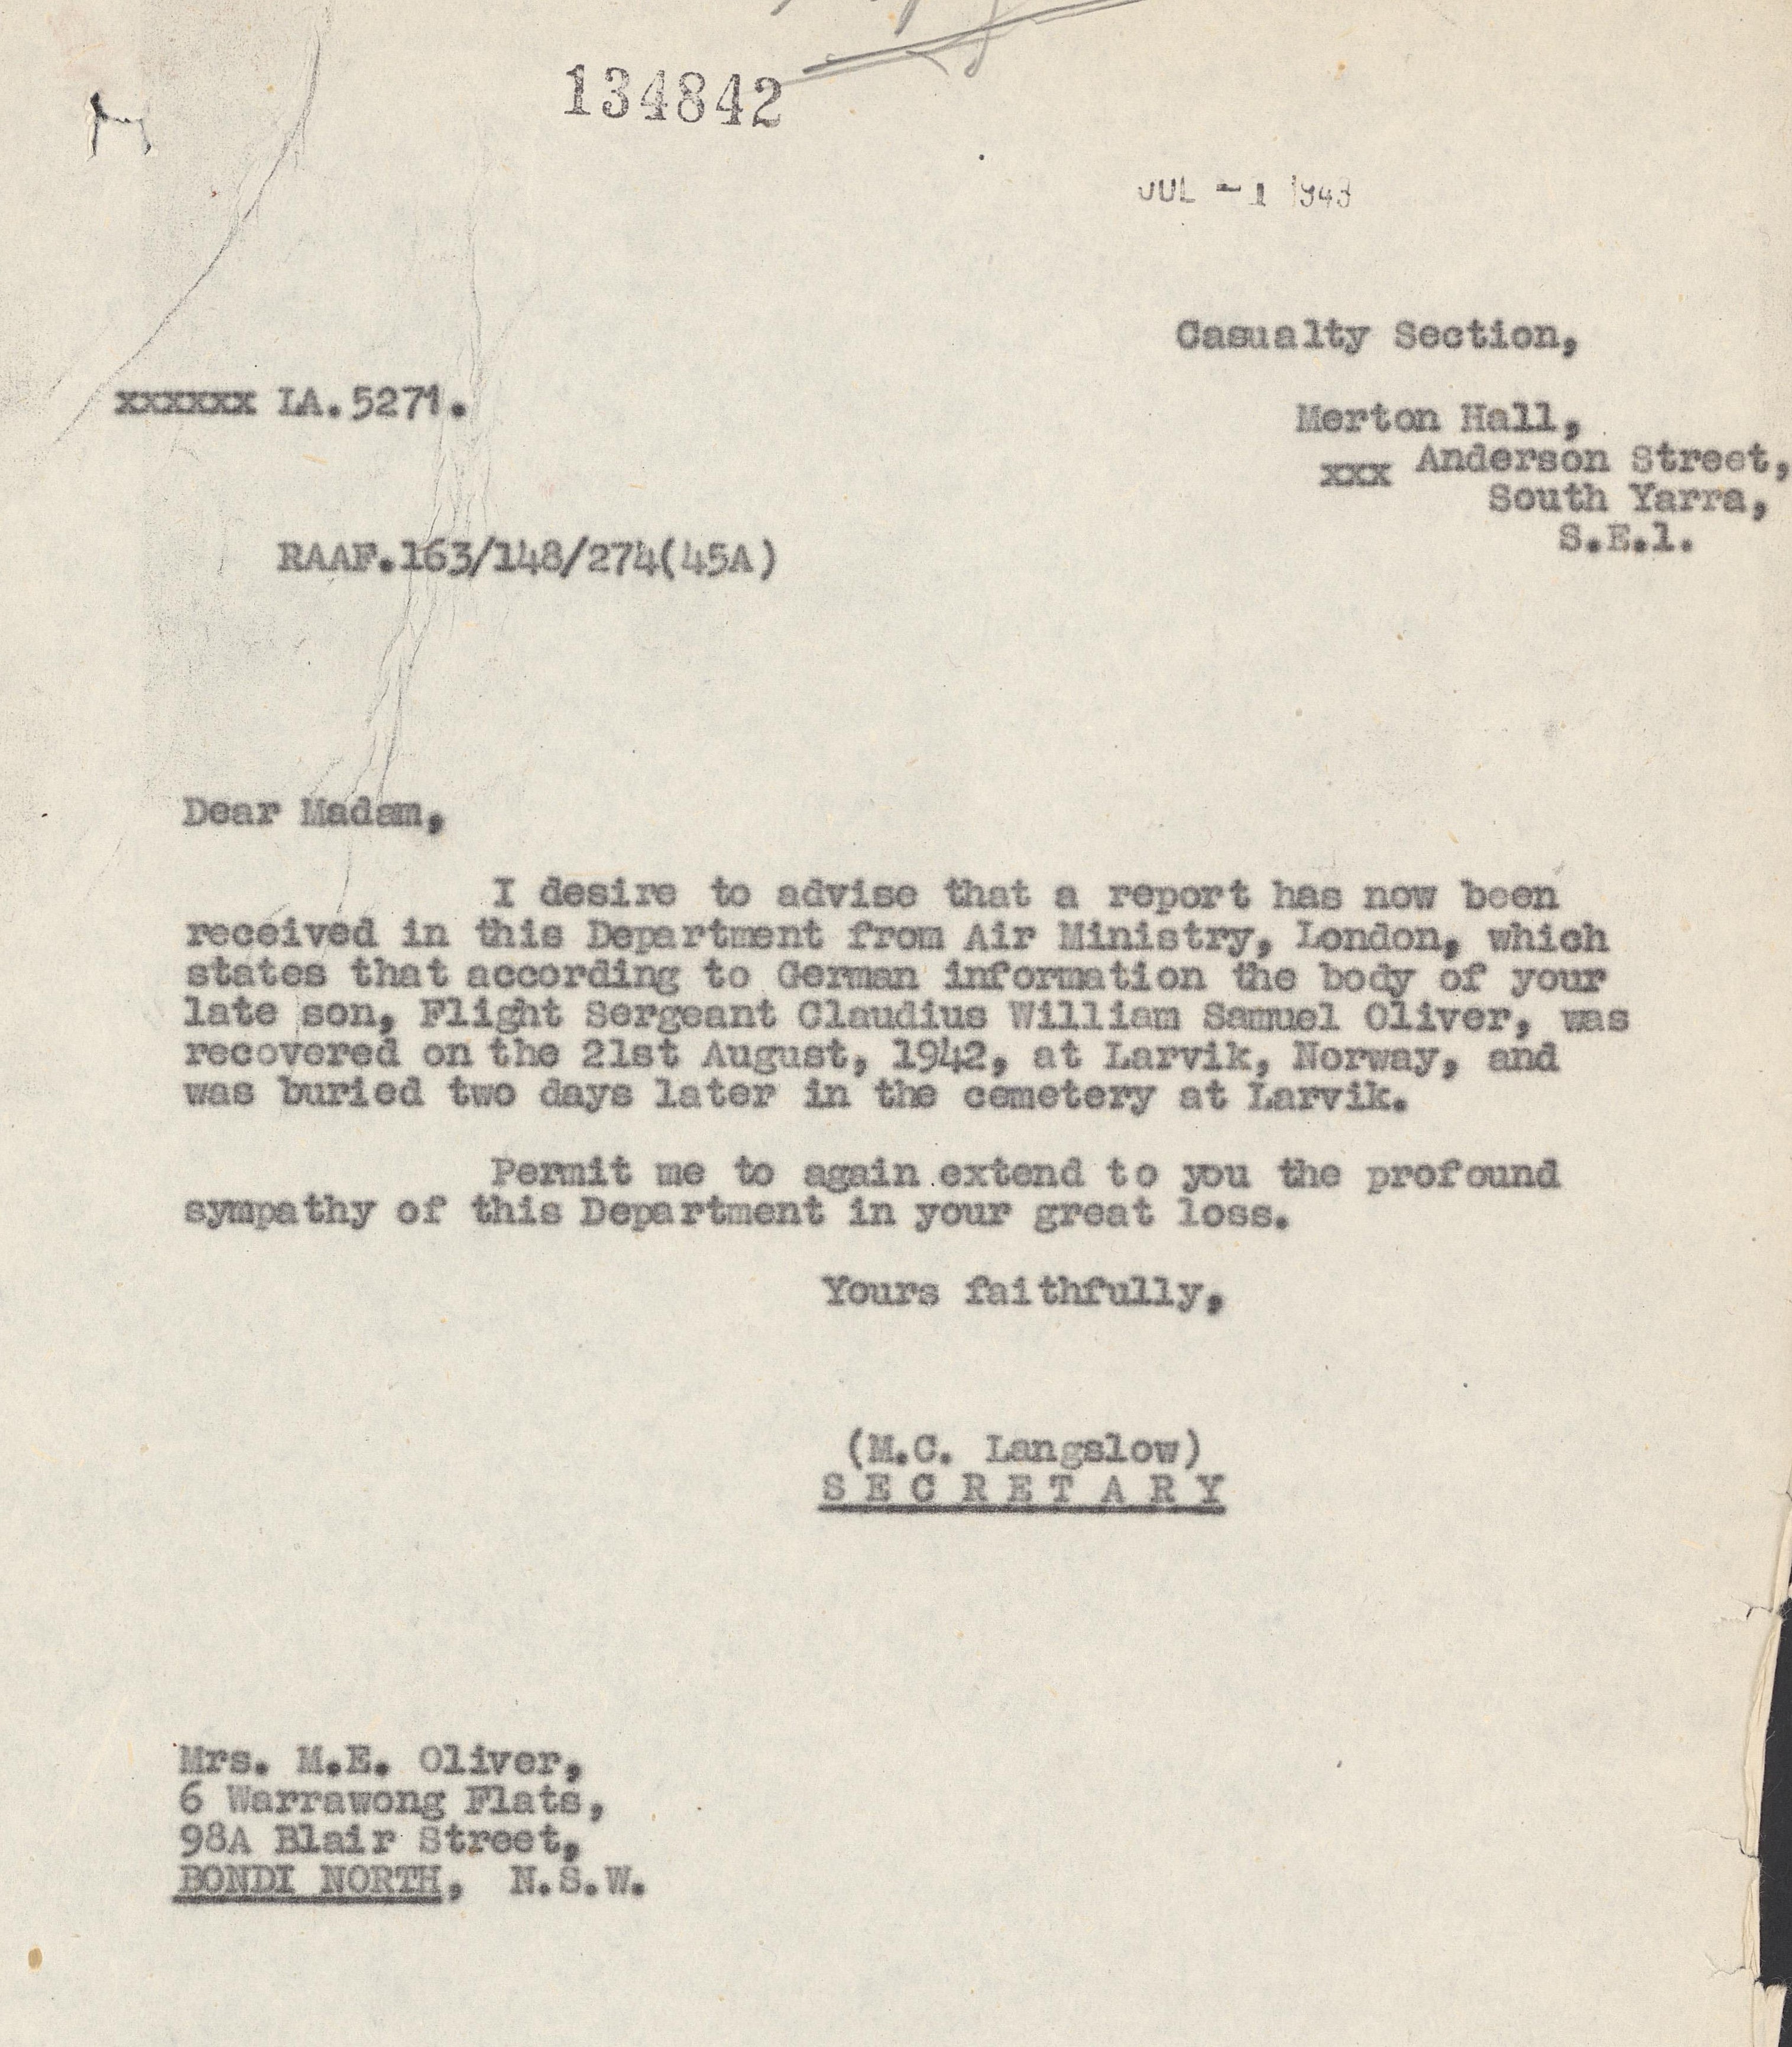 134842
JUL -1 1943
Casualty Section,
xxxxxx LA.5271.
Merton Hall,
xxx Anderson Street,
South Yarra,
S.E.1.
RAAF.163/148/274(45A)
Dear Madam,
I desire to advise that a report has now been
received in this Department from Air Ministry, London, which
states that according to German information the body of your
late son, Flight Sergeant Claudius William Samuel Oliver, was
recovered on the 21st August, 1942, at Larvik, Norway, and
was buried two days later in the cemetery at Larvik.
Permit me to again extend to you the profound
sympathy of this Department in your great loss.
Yours faithfully,
(M.C. Langslow)
SECRETARY
Mrs. M.E. Oliver,
6 Warrawong Flats,
98A Blair Street,
BONDI NORTH, N.S.W.